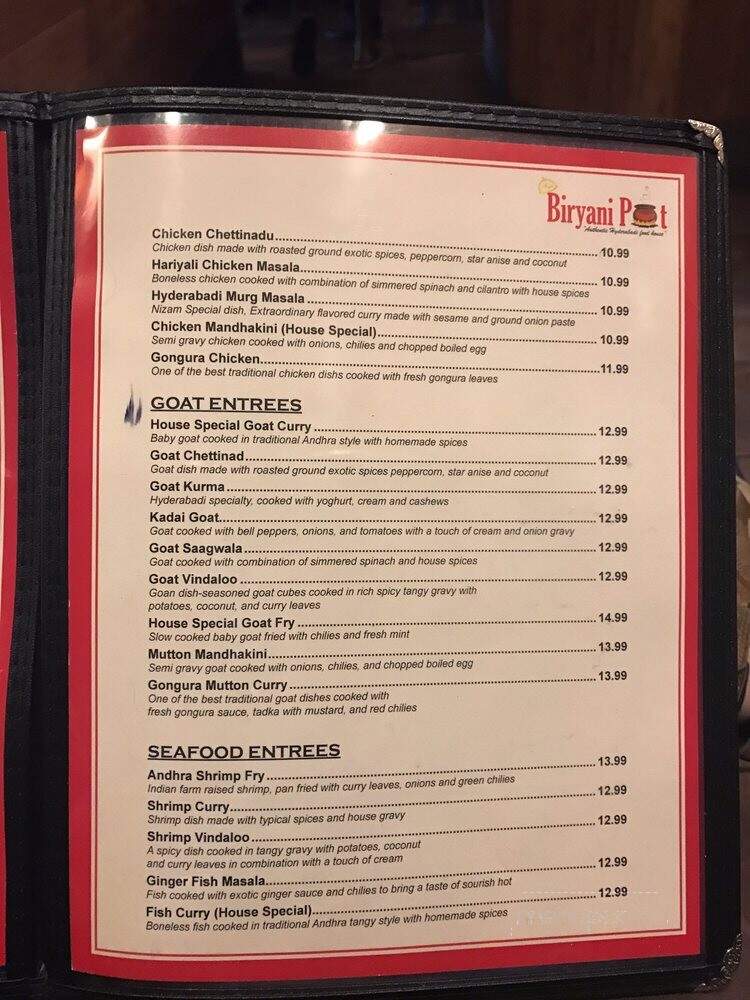 Biryani Pot
"Authentic Hyderabadi food house"
Chicken Chettinadu 10.99
Chicken dish made with roasted ground exotic spices, peppercorn, star anise and coconut
Hariyali Chicken Masala 10.99
Boneless chicken cooked with combination of simmered spinach and cilantro with house spices
Hyderabadi Murg Masala 10.99
Nizam Special dish, Extraordinary flavored curry made with sesame and ground onion paste
Chicken Mandhakini (House Special) 10.99
Semi gravy chicken cooked with onions, chilies and chopped boiled egg
Gongura Chicken 11.99
One of the best traditional chicken dishs cooked with fresh gongura leaves
GOAT ENTREES
House Special Goat Curry 12.99
Baby goat cooked in traditional Andhra style with homemade spices
Goat Chettinad 12.99
Goat dish made with roasted ground exotic spices peppercorn, star anise and coconut
Goat Kurma 12.99
Hyderabadi specialty, cooked with yoghurt, cream and cashews
Kadai Goat 12.99
Goat cooked with bell peppers, onions, and tomatoes with a touch of cream and onion gravy
Goat Saagwala 12.99
Goat cooked with combination of simmered spinach and house spices
Goat Vindaloo 12.99
Goan dish-seasoned goat cubes cooked in rich spicy tangy gravy with
potatoes, coconut, and curry leaves
House Special Goat Fry 14.99
Slow cooked baby goat fried with chilies and fresh mint
Mutton Mandhakini 13.99
Semi gravy goat cooked with onions, chilies, and chopped boiled egg
Gongura Mutton Curry 13.99
One of the best traditional goat dishes cooked with
fresh gongura sauce, tadka with mustard, and red chilies
SEAFOOD ENTREES
Andhra Shrimp Fry 13.99
Indian farm raised shrimp, pan fried with curry leaves, onions and green chilies
Shrimp Curry 12.99
Shrimp dish made with typical spices and house gravy
Shrimp Vindaloo 12.99
A spicy dish cooked in tangy gravy with potatoes, coconut
and curry leaves in combination with a touch of cream
Ginger Fish Masala 12.99
Fish cooked with exotic ginger sauce and chilies to bring a taste of sourish hot
Fish Curry (House Special) 12.99
Boneless fish cooked in traditional Andhra tangy style with homemade spices